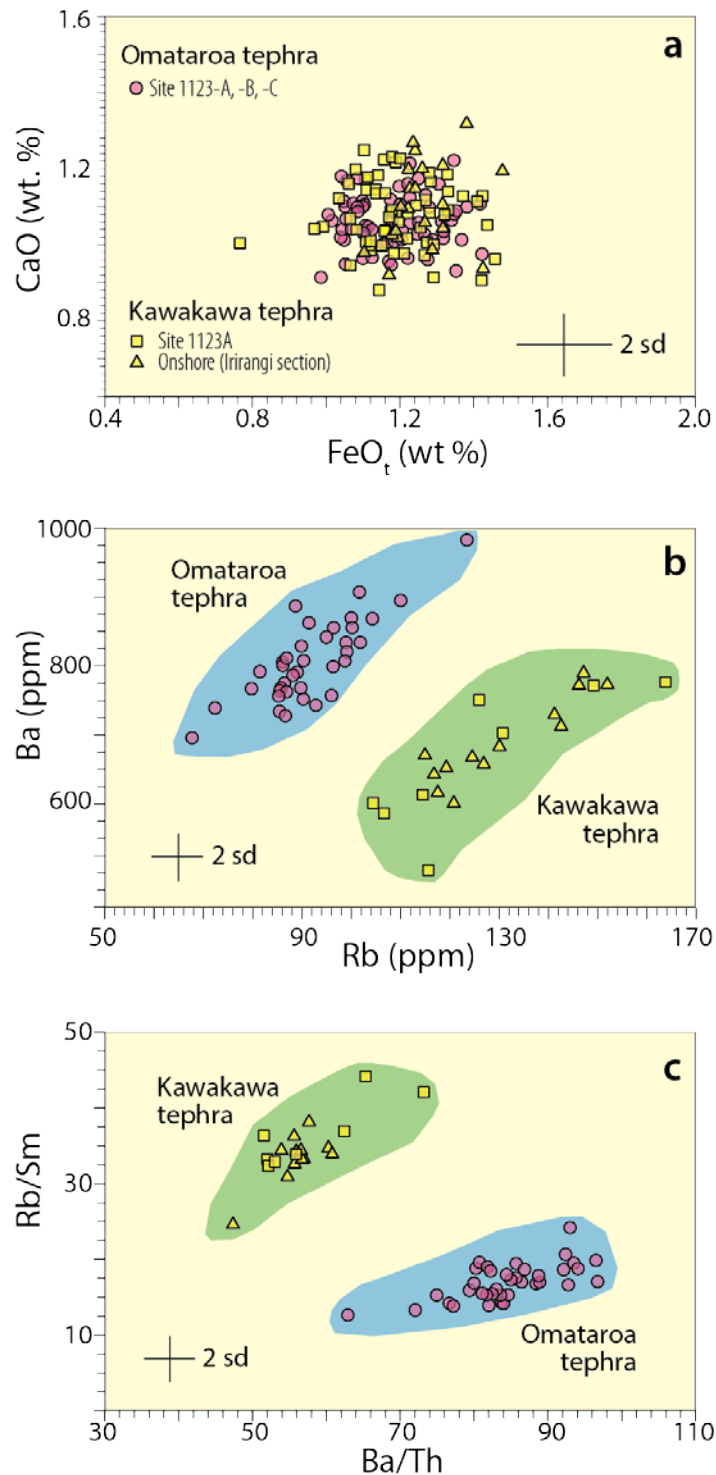 1.6
a
Omataroa tephra
Site 1123-A, -B, -C
CaO (wt. %)
1.2
Kawakawa tephra
Site 1123A
Onshore (Irirangi section)
0.8
2 sd
0.4
0.8
1.2
1.6
2.0
FeOt (wt %)
1000
b
Omataroa
tephra
Ba (ppm)
800
600
Kawakawa
tephra
2 sd
50
90
130
170
Rb (ppm)
50
c
Kawakawa
tephra
Rb/Sm
30
10
Omataroa
tephra
2 sd
30
50
70
90
110
Ba/Th